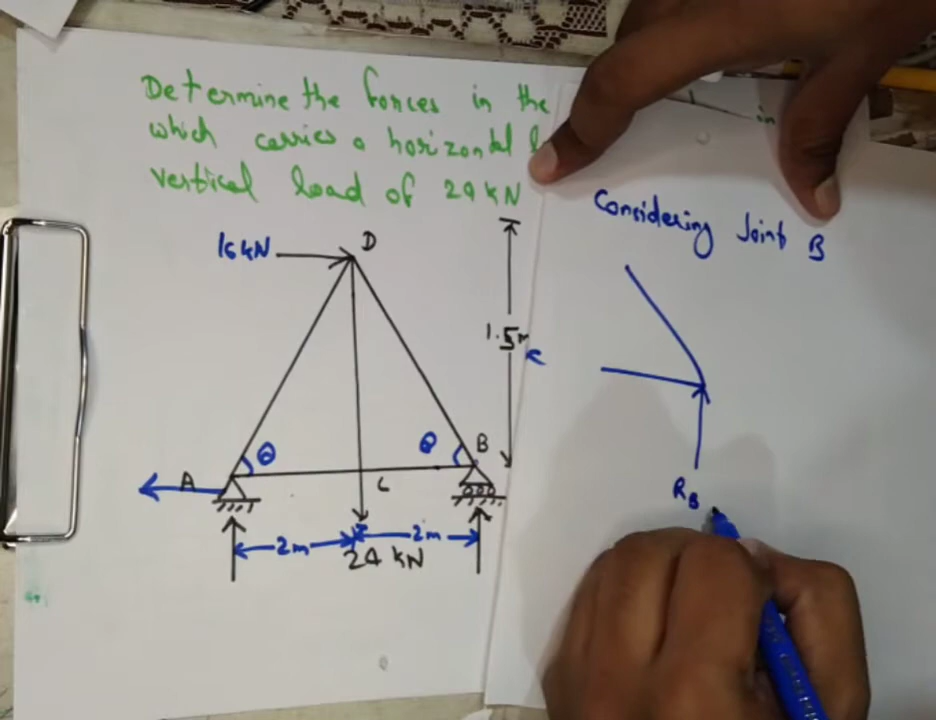 Determine the forces in the
which carries a horizontal
vertical load of 24 kN
Considering Joint B
16kN
D
1.5m
θ
θ
B
A
C
RB
2m
2m
24 kN